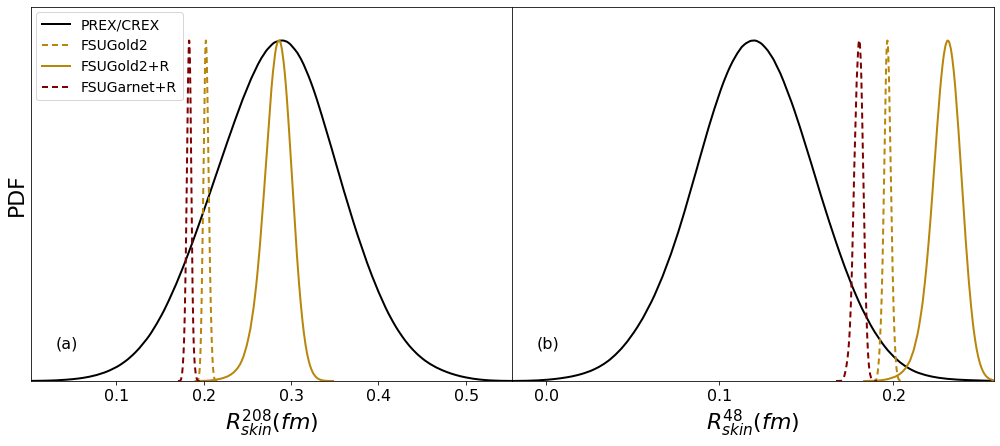 PREX/CREX
FSUGold2
FSUGold2+R
FSUGarnet+R
PDF
(a)
(b)
0.1 0.2 0.3 0.4 0.5
0.0 0.1 0.2
R^{208}_{skin}(fm)
R^{48}_{skin}(fm)